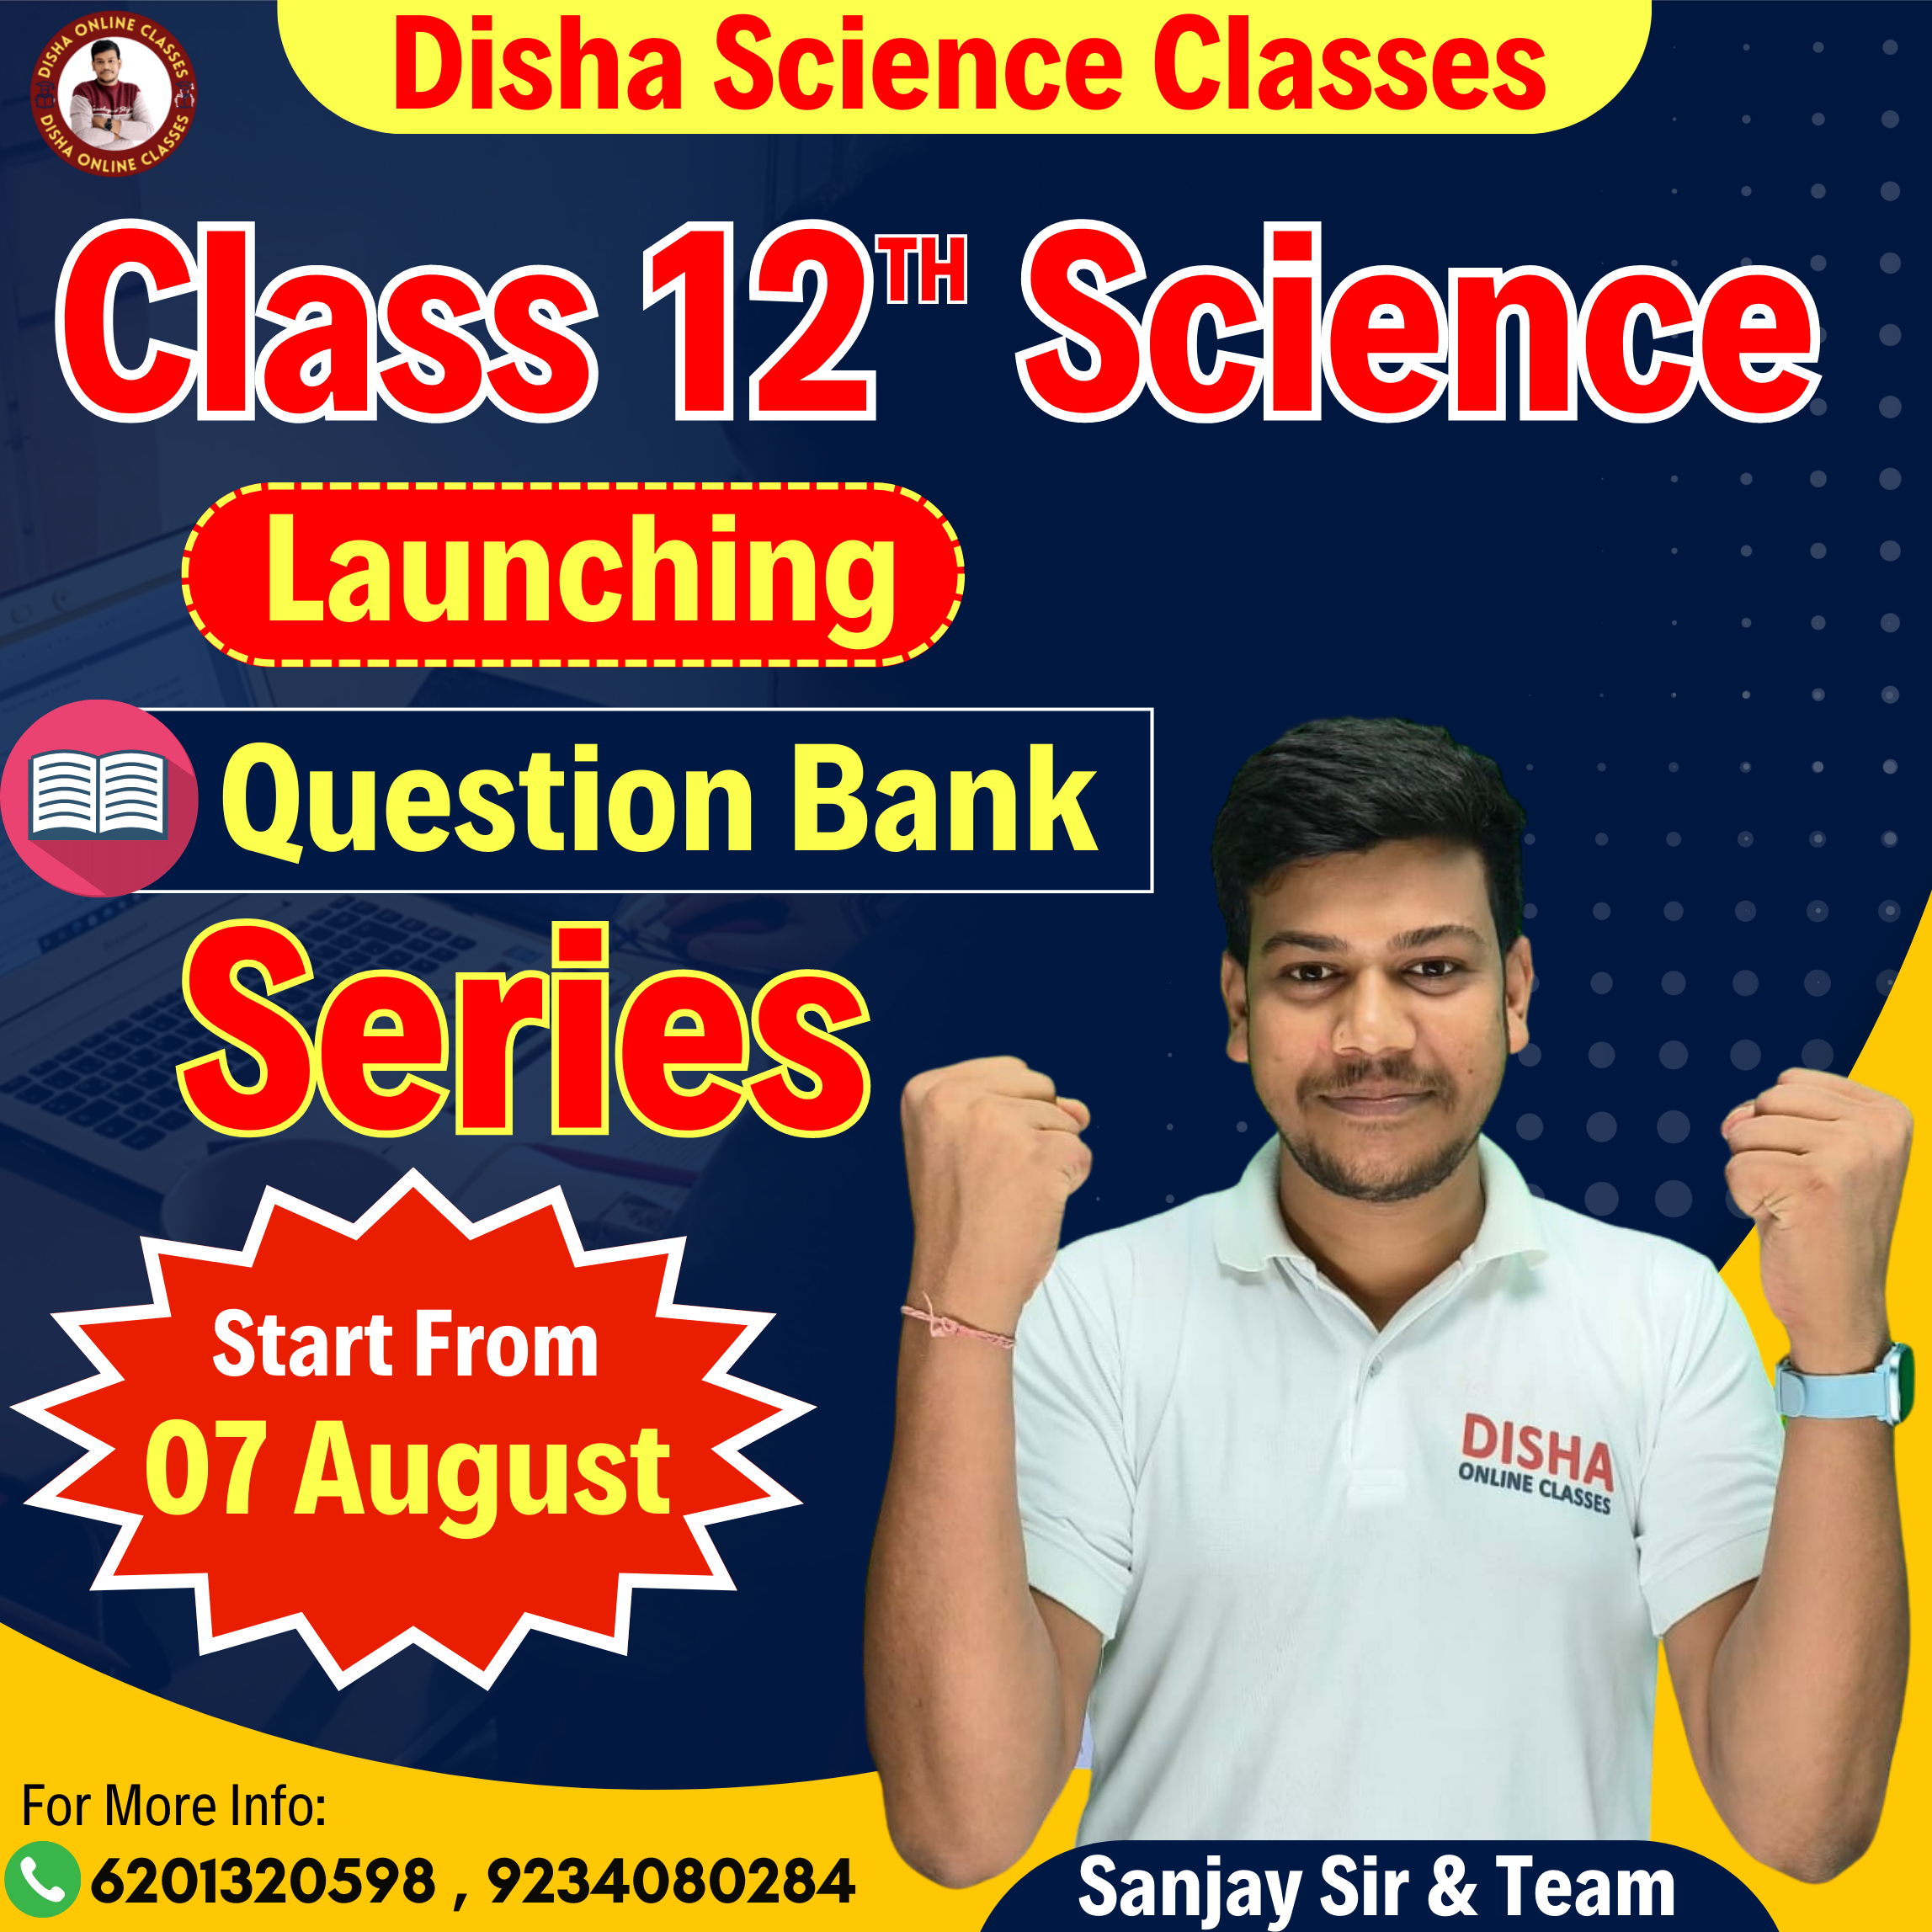 DISHA ONLINE CLASSES
DISHA ONLINE CLASSES
Disha Science Classes
Class 12TH Science
Launching
Question Bank
Series
Start From
07 August
DISHA
ONLINE CLASSES
For More Info:
6201320598 , 9234080284
Sanjay Sir & Team